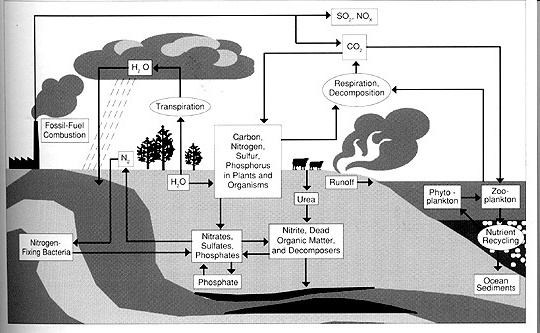 SO₂, NOₓ
CO₂
H₂O
Respiration,
Decomposition
Transpiration
Fossil-Fuel
Combustion
Carbon,
Nitrogen,
Sulfur,
Phosphorus
in Plants and
Organisms
N₂
H₂O
Runoff
Phyto-
plankton
Zoo-
plankton
Urea
Nitrogen-
Fixing Bacteria
Nitrates,
Sulfates,
Phosphates
Nitrite, Dead
Organic Matter,
and Decomposers
Nutrient
Recycling
Phosphate
Ocean
Sediments